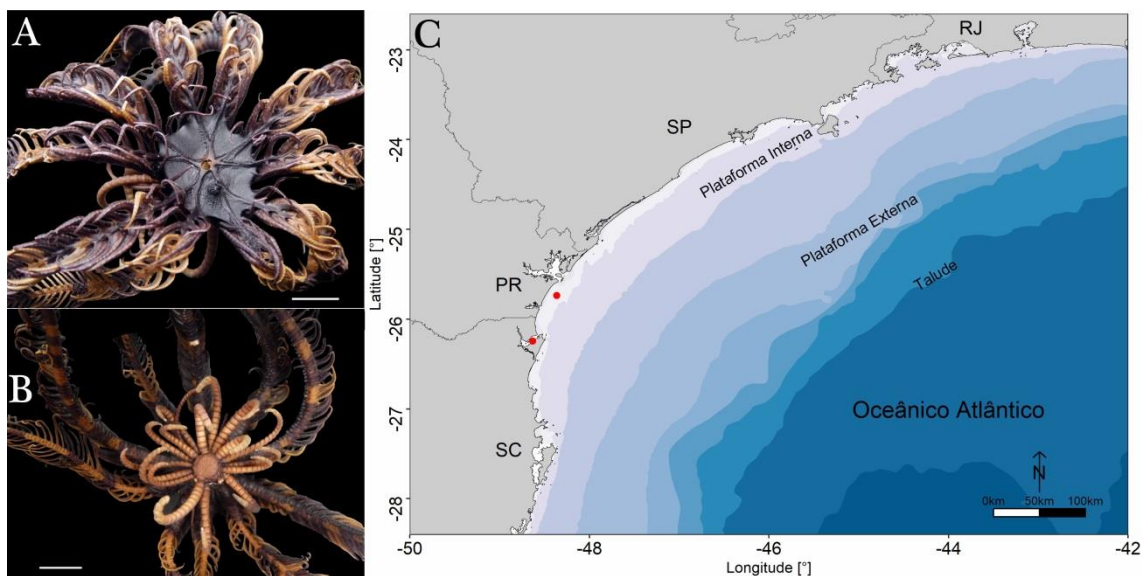 A
B
C
RJ
SP
PR
SC
Plataforma Interna
Plataforma Externa
Talude
Oceânico Atlântico
N
0km 50km 100km
-23
-24
-25
-26
-27
-28
Latitude [°]
-50 -48 -46 -44 -42
Longitude [°]